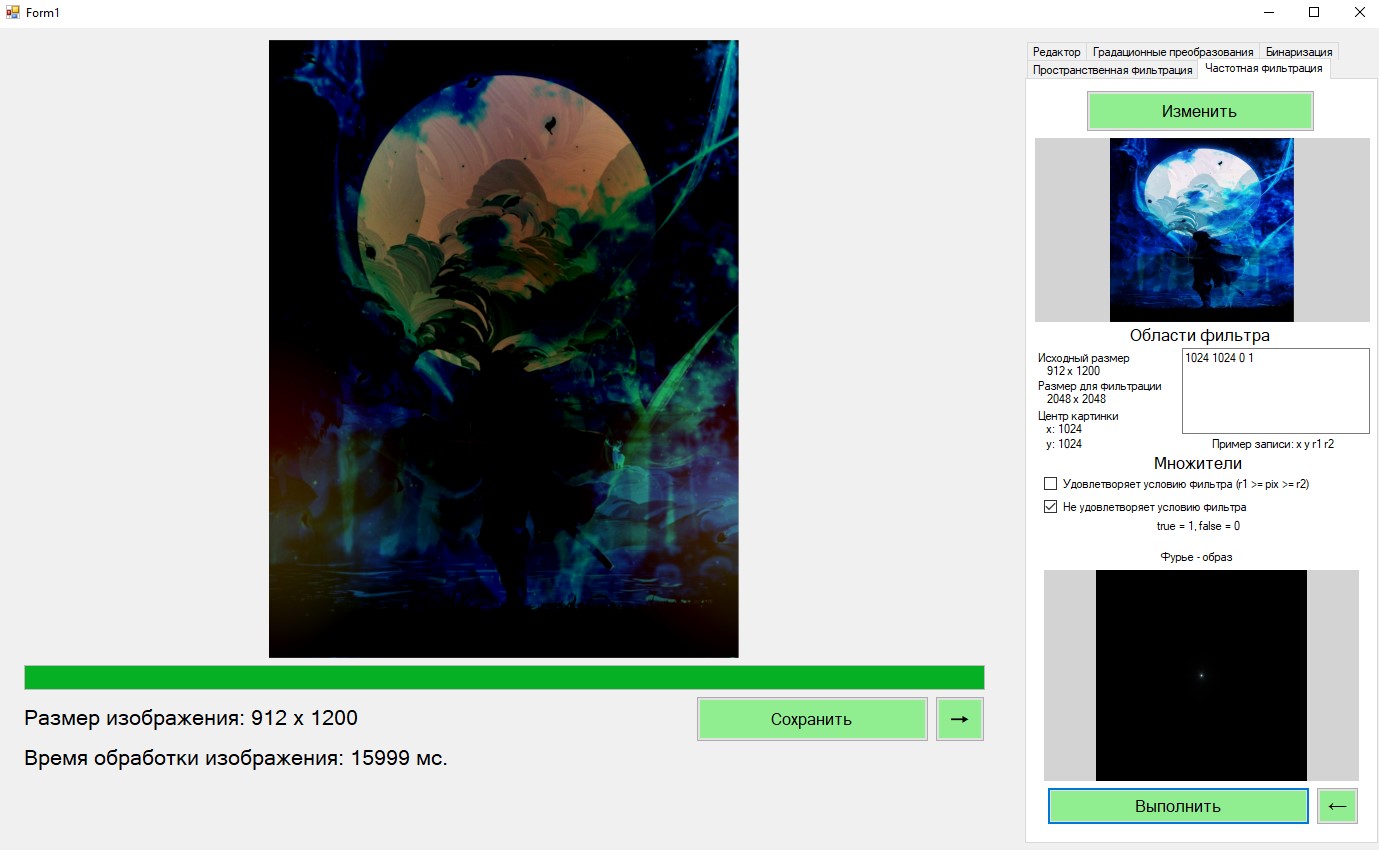 Form1
Редактор Градационные преобразования Бинаризация
Пространственная фильтрация Частотная фильтрация
Изменить
Области фильтра
Исходный размер
912 x 1200
Размер для фильтрации
2048 x 2048
Центр картинки
x: 1024
y: 1024
1024 1024 0 1
Пример записи: x y r1 r2
Множители
Удовлетворяет условию фильтра (r1 >= pix >= r2)
Не удовлетворяет условию фильтра
true = 1, false = 0
Фурье - образ
Выполнить ←
Сохранить →
Размер изображения: 912 x 1200
Время обработки изображения: 15999 мс.